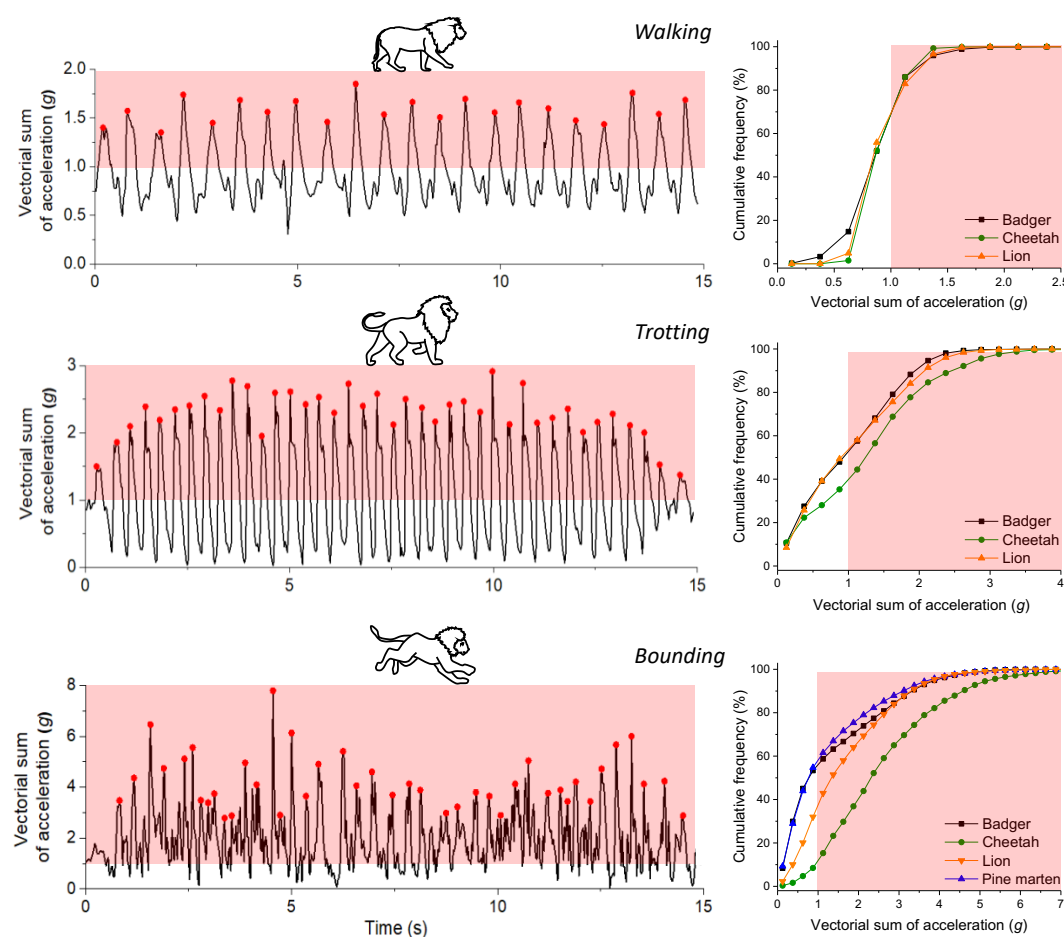 Walking
Vectorial sum
of acceleration (g)
2.0
1.5
1.0
0.5
0.0
0
5
10
15
Cumulative frequency (%)
100
80
60
40
20
0
Badger
Cheetah
Lion
0.0
0.5
1.0
1.5
2.0
2.5
Vectorial sum of acceleration (g)
Trotting
Vectorial sum
of acceleration (g)
3
2
1
0
0
5
10
15
Cumulative frequency (%)
100
80
60
40
20
0
Badger
Cheetah
Lion
0
1
2
3
4
Vectorial sum of acceleration (g)
Bounding
Vectorial sum
of acceleration (g)
8
6
4
2
0
0
5
10
15
Time (s)
Cumulative frequency (%)
100
80
60
40
20
0
Badger
Cheetah
Lion
Pine marten
0
1
2
3
4
5
6
7
Vectorial sum of acceleration (g)